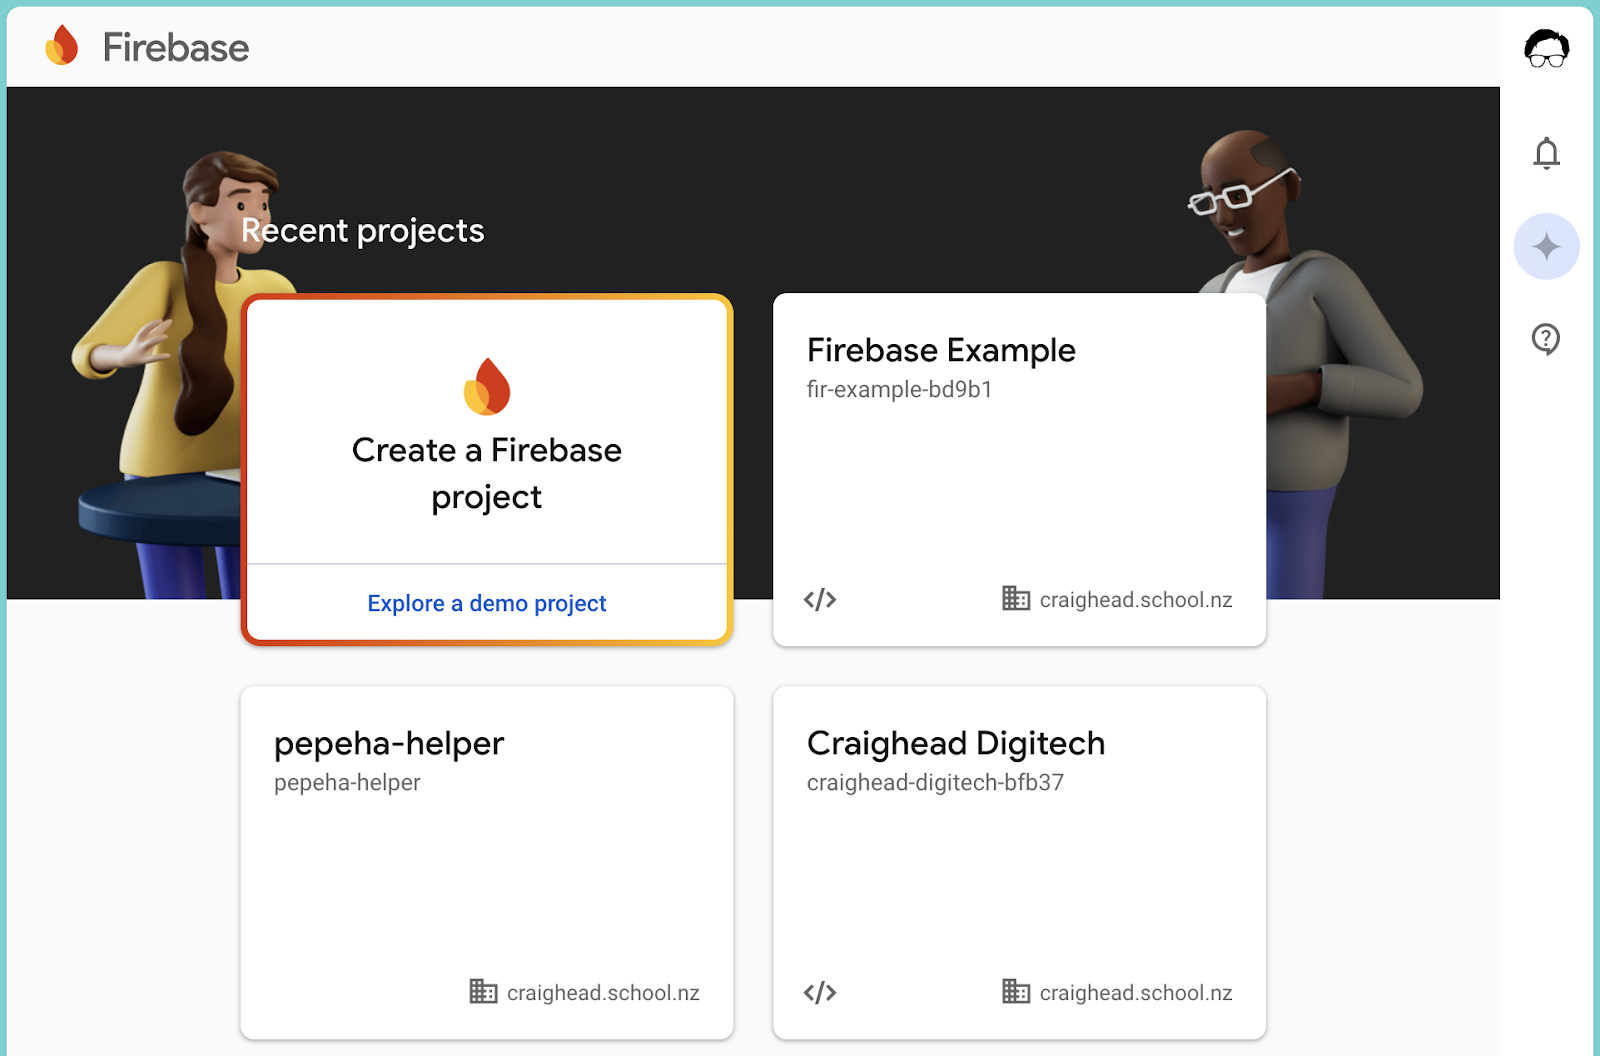 Firebase
Recent projects
Create a Firebase
project
Explore a demo project
Firebase Example
fir-example-bd9b1
craighead.school.nz
pepeha-helper
pepeha-helper
craighead.school.nz
Craighead Digitech
craighead-digitech-bfb37
craighead.school.nz